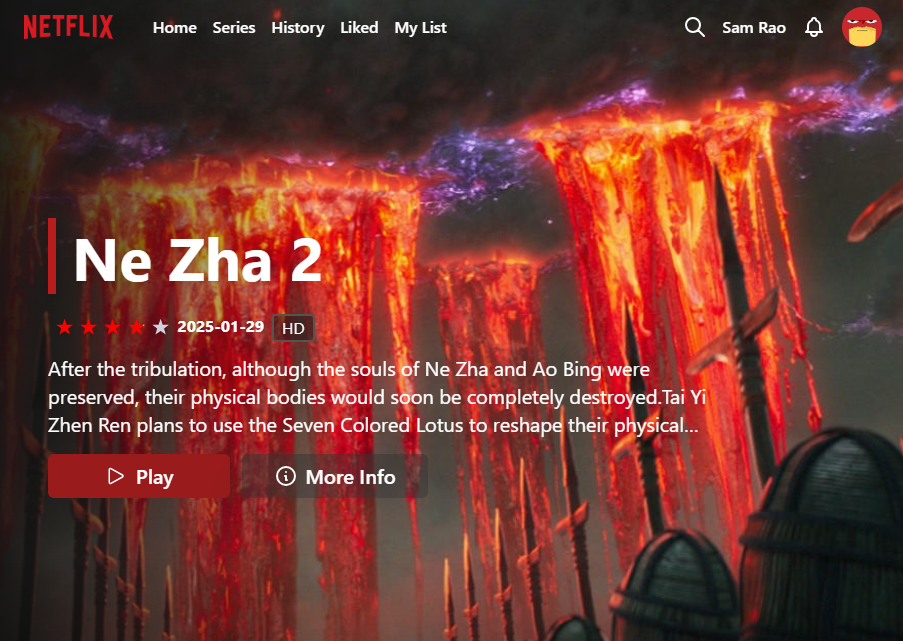 NETFLIX Home Series History Liked My List Sam Rao
Ne Zha 2
2025-01-29 HD
After the tribulation, although the souls of Ne Zha and Ao Bing were
preserved, their physical bodies would soon be completely destroyed.Tai Yi
Zhen Ren plans to use the Seven Colored Lotus to reshape their physical...
Play More Info